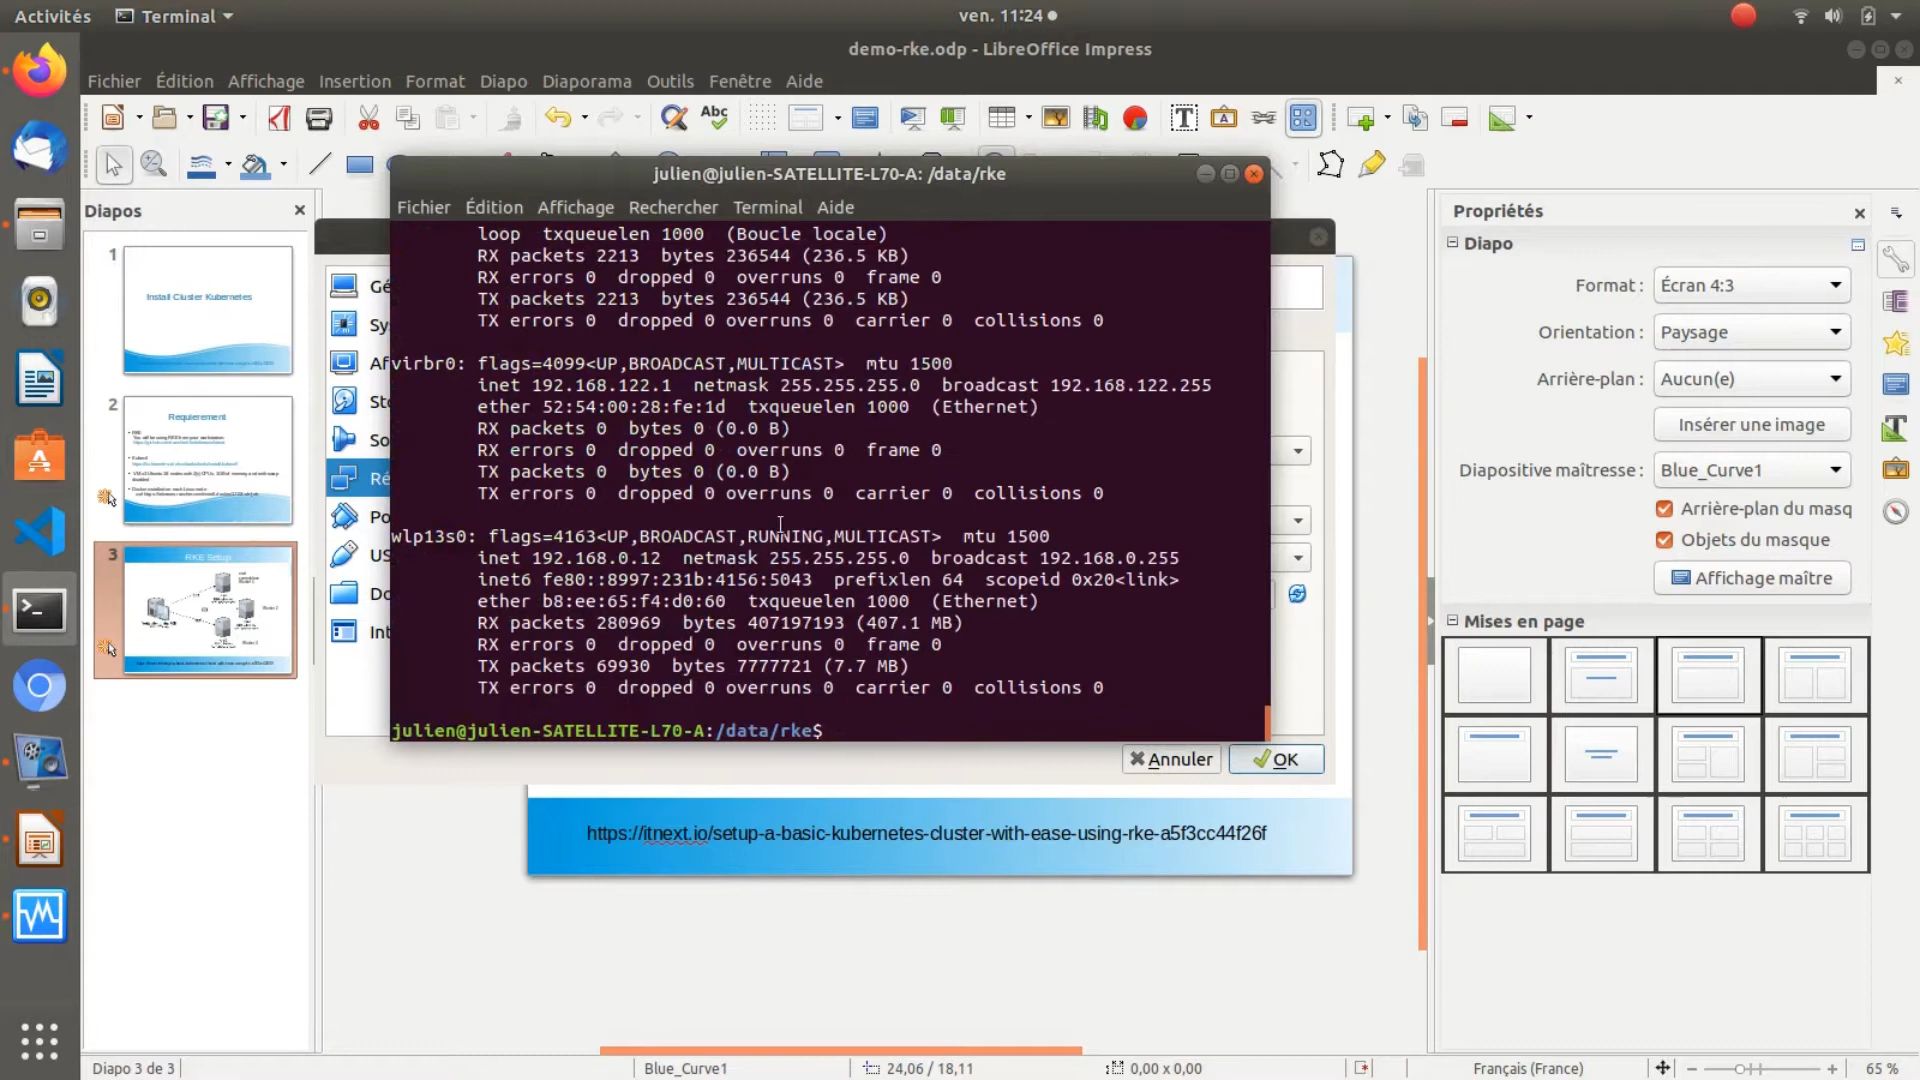 Activités
Terminal
ven. 11:24
demo-rke.odp - LibreOffice Impress
Fichier Édition Affichage Insertion Format Diapo Diaporama Outils Fenêtre Aide
Abc
julien@julien-SATELLITE-L70-A: /data/rke
Fichier Édition Affichage Rechercher Terminal Aide
loop txqueuelen 1000 (Boucle locale)
RX packets 2213 bytes 236544 (236.5 KB)
RX errors 0 dropped 0 overruns 0 frame 0
TX packets 2213 bytes 236544 (236.5 KB)
TX errors 0 dropped 0 overruns 0 carrier 0 collisions 0
virbr0: flags=4099<UP,BROADCAST,MULTICAST> mtu 1500
inet 192.168.122.1 netmask 255.255.255.0 broadcast 192.168.122.255
ether 52:54:00:28:fe:1d txqueuelen 1000 (Ethernet)
RX packets 0 bytes 0 (0.0 B)
RX errors 0 dropped 0 overruns 0 frame 0
TX packets 0 bytes 0 (0.0 B)
TX errors 0 dropped 0 overruns 0 carrier 0 collisions 0
wlp13s0: flags=4163<UP,BROADCAST,RUNNING,MULTICAST> mtu 1500
inet 192.168.0.12 netmask 255.255.255.0 broadcast 192.168.0.255
inet6 fe80::8997:231b:4156:5043 prefixlen 64 scopeid 0x20<link>
ether b8:ee:65:f4:d0:60 txqueuelen 1000 (Ethernet)
RX packets 280969 bytes 407197193 (407.1 MB)
RX errors 0 dropped 0 overruns 0 frame 0
TX packets 69930 bytes 7777721 (7.7 MB)
TX errors 0 dropped 0 overruns 0 carrier 0 collisions 0
julien@julien-SATELLITE-L70-A:/data/rke$
Diapos
1
Install Cluster Kubernetes
2
Requierement
3
RKE Setup
Gé
Sy
Af
Sto
So
Ré
Po
US
Do
Int
Annuler
OK
https://itnext.io/setup-a-basic-kubernetes-cluster-with-ease-using-rke-a5f3cc44f26f
Propriétés
Diapo
Format :
Écran 4:3
Orientation :
Paysage
Arrière-plan :
Aucun(e)
Insérer une image
Diapositive maîtresse :
Blue_Curve1
Arrière-plan du masq
Objets du masque
Affichage maître
Mises en page
Diapo 3 de 3
Blue_Curve1
24,06 / 18,11
0,00 x 0,00
Français (France)
65 %